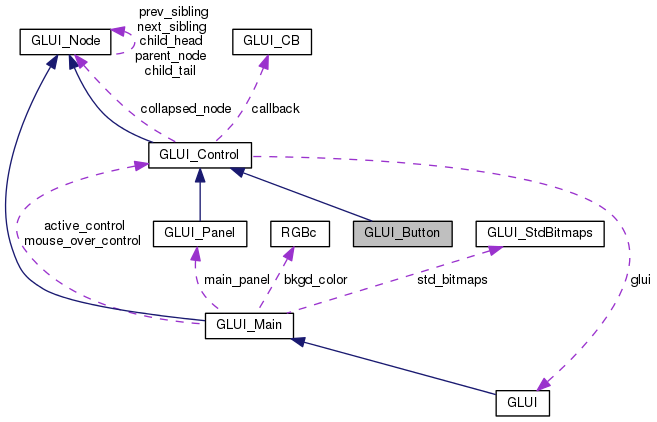 prev_sibling
next_sibling
child_head
parent_node
child_tail
GLUI_Node
GLUI_CB
collapsed_node
callback
GLUI_Control
active_control
mouse_over_control
GLUI_Panel
RGBc
GLUI_Button
GLUI_StdBitmaps
main_panel
bkgd_color
std_bitmaps
glui
GLUI_Main
GLUI